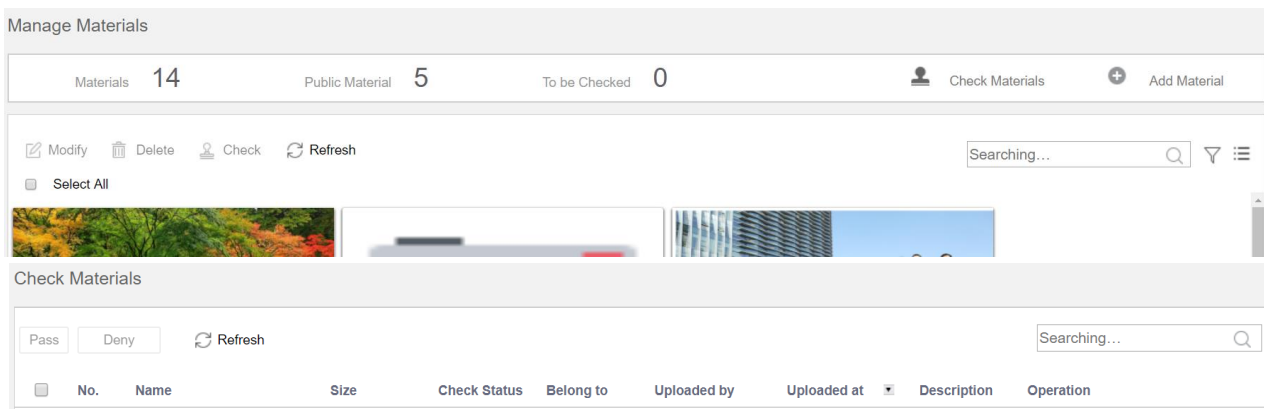 Manage Materials
Materials 14 Public Material 5 To be Checked 0 Check Materials Add Material
Modify Delete Check Refresh Searching...
Select All
Check Materials
Pass Deny Refresh Searching...
No. Name Size Check Status Belong to Uploaded by Uploaded at Description Operation